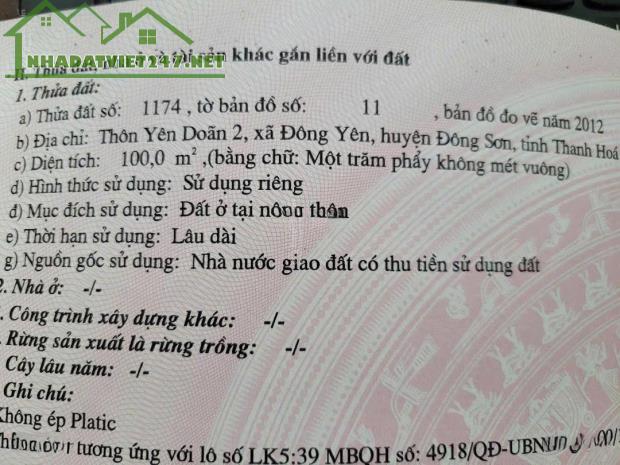 NHADATVIET247.NET
II. Thửa đất, sản khác gắn liền với đất
1. Thửa đất:
a) Thửa đất số: 1174 , tờ bản đồ số: 11 , bản đồ đo vẽ năm 2012
b) Địa chỉ: Thôn Yên Doãn 2, xã Đông Yên, huyện Đông Sơn, tỉnh Thanh Hoá
c) Diện tích: 100,0 m² ,(bằng chữ: Một trăm phẩy không mét vuông)
d) Hình thức sử dụng: Sử dụng riêng
đ) Mục đích sử dụng: Đất ở tại nông thôn
e) Thời hạn sử dụng: Lâu dài
g) Nguồn gốc sử dụng: Nhà nước giao đất có thu tiền sử dụng đất
2. Nhà ở: -/-
. Công trình xây dựng khác: -/-
. Rừng sản xuất là rừng trồng: -/-
Cây lâu năm: -/-
Ghi chú:
Không ép Platic
tương ứng với lô số LK5:39 MBQH số: 4918/QĐ-UBND